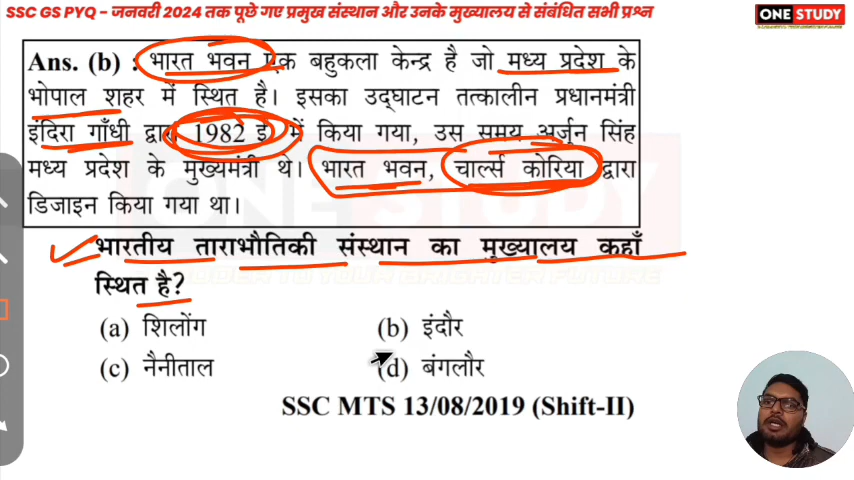 SSC GS PYQ - जनवरी 2024 तक पूछे गए प्रमुख संस्थान और उनके मुख्यालय से संबंधित सभी प्रश्न
ONE STUDY
Ans. (b) : भारत भवन एक बहुकला केन्द्र है जो मध्य प्रदेश के
भोपाल शहर में स्थित है। इसका उद्घाटन तत्कालीन प्रधानमंत्री
इंदिरा गाँधी द्वारा 1982 ई में किया गया, उस समय अर्जुन सिंह
मध्य प्रदेश के मुख्यमंत्री थे। भारत भवन, चार्ल्स कोरिया द्वारा
डिजाइन किया गया था।
भारतीय ताराभौतिकी संस्थान का मुख्यालय कहाँ
स्थित है?
(a) शिलोंग (b) इंदौर
(c) नैनीताल (d) बंगलौर
SSC MTS 13/08/2019 (Shift-II)